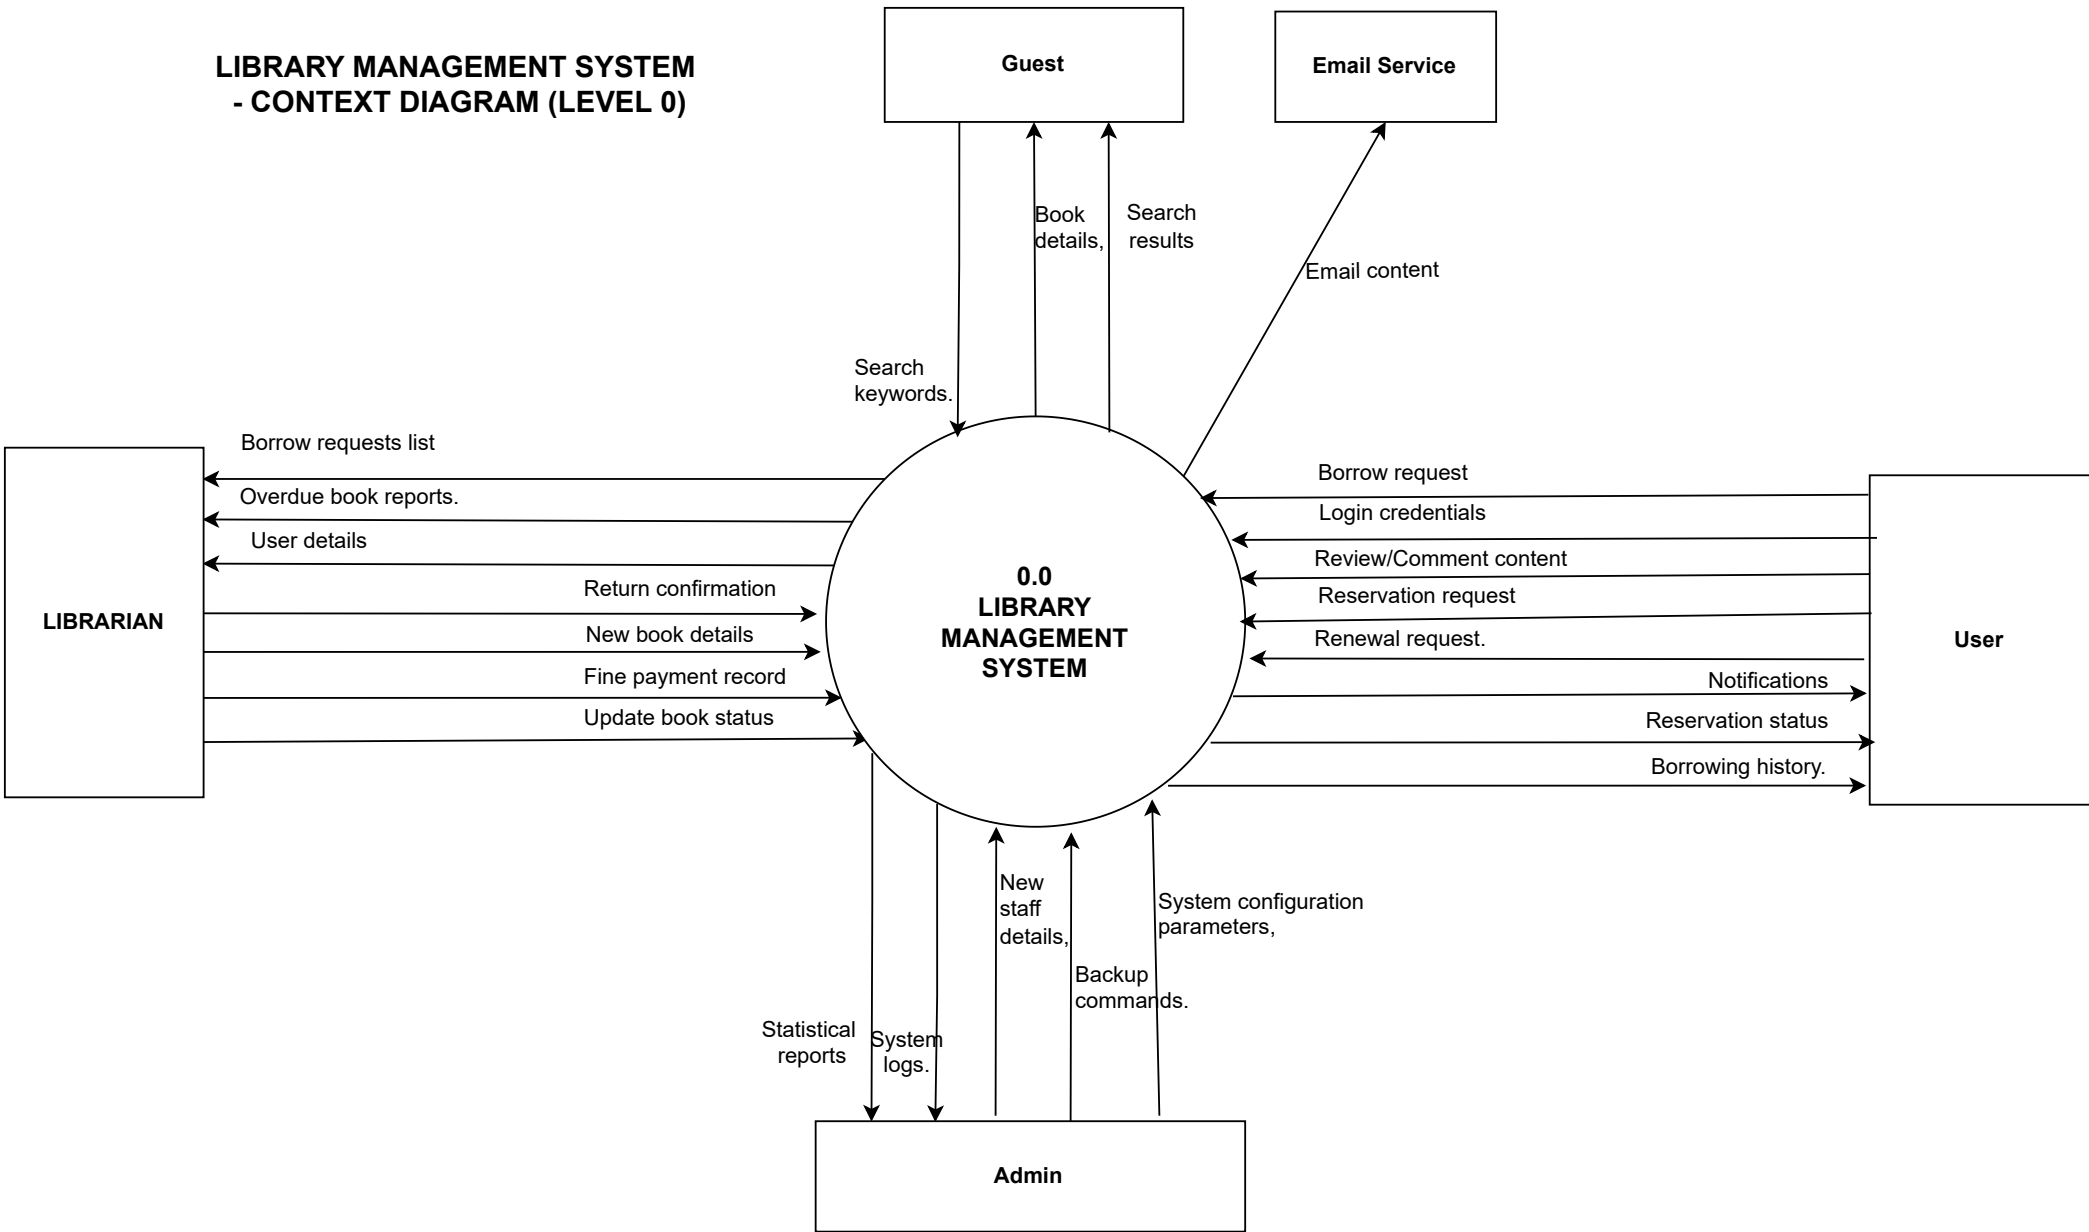 LIBRARY MANAGEMENT SYSTEM
- CONTEXT DIAGRAM (LEVEL 0)
Guest
Email Service
Book
details,
Search
results
Email content
Search
keywords.
Borrow requests list
Overdue book reports.
User details
Return confirmation
New book details
Fine payment record
Update book status
LIBRARIAN
0.0
LIBRARY
MANAGEMENT
SYSTEM
Borrow request
Login credentials
Review/Comment content
Reservation request
Renewal request.
Notifications
Reservation status
Borrowing history.
User
New
staff
details,
System configuration
parameters,
Backup
commands.
Statistical
reports
System
logs.
Admin